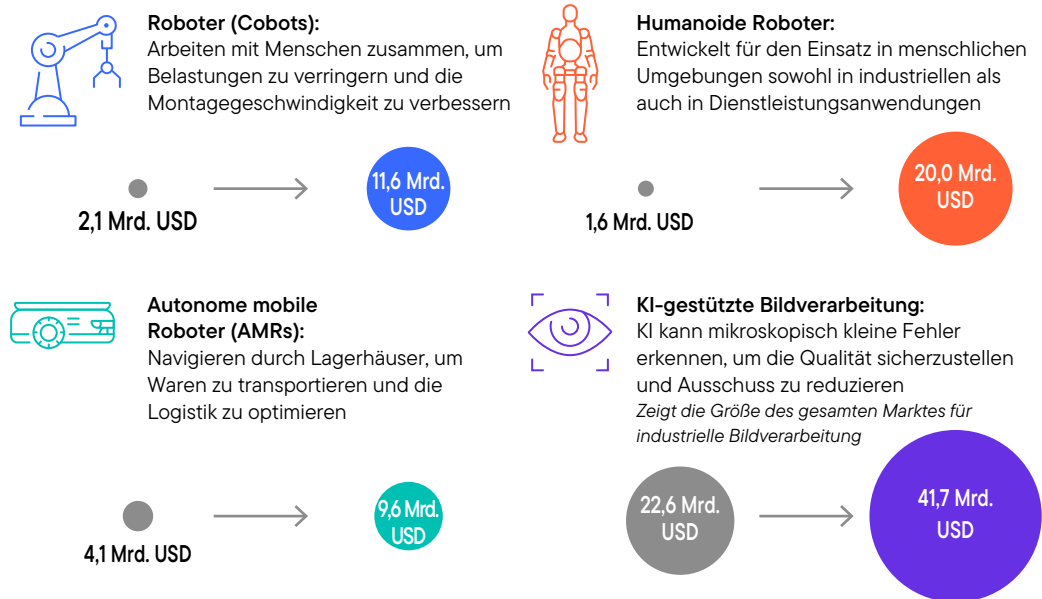 Roboter (Cobots):
Arbeiten mit Menschen zusammen, um
Belastungen zu verringern und die
Montagegeschwindigkeit zu verbessern
2,1 Mrd. USD
11,6 Mrd.
USD
Humanoide Roboter:
Entwickelt für den Einsatz in menschlichen
Umgebungen sowohl in industriellen als
auch in Dienstleistungsanwendungen
1,6 Mrd. USD
20,0 Mrd.
USD
Autonome mobile
Roboter (AMRs):
Navigieren durch Lagerhäuser, um
Waren zu transportieren und die
Logistik zu optimieren
4,1 Mrd. USD
9,6 Mrd.
USD
KI-gestützte Bildverarbeitung:
KI kann mikroskopisch kleine Fehler
erkennen, um die Qualität sicherzustellen
und Ausschuss zu reduzieren
Zeigt die Größe des gesamten Marktes für
industrielle Bildverarbeitung
22,6 Mrd.
USD
41,7 Mrd.
USD